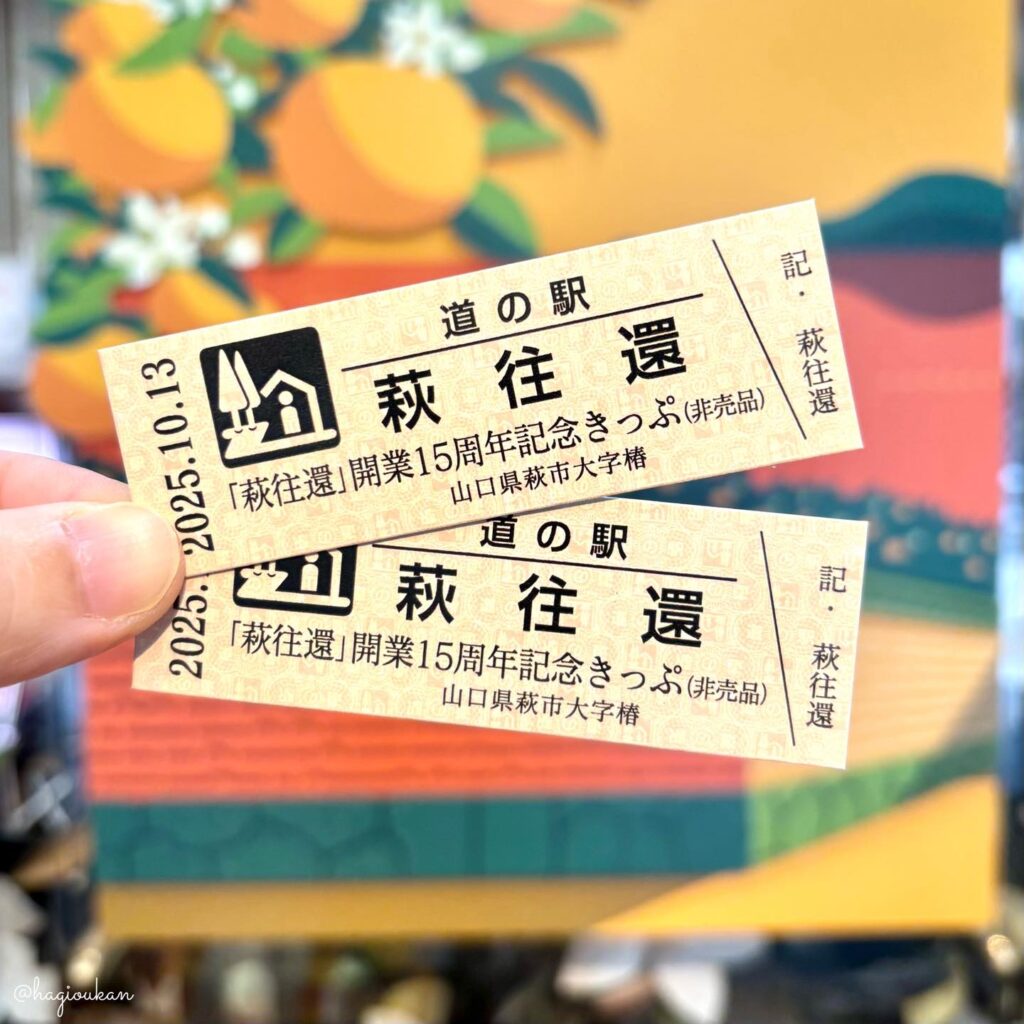 2025.10.13
道の駅
萩往還
「萩往還」開業15周年記念きっぷ(非売品)
山口県萩市大字椿
記・萩往還
2025.
道の駅
萩往還
「萩往還」開業15周年記念きっぷ(非売品)
山口県萩市大字椿
記・萩往還
@hagioukan